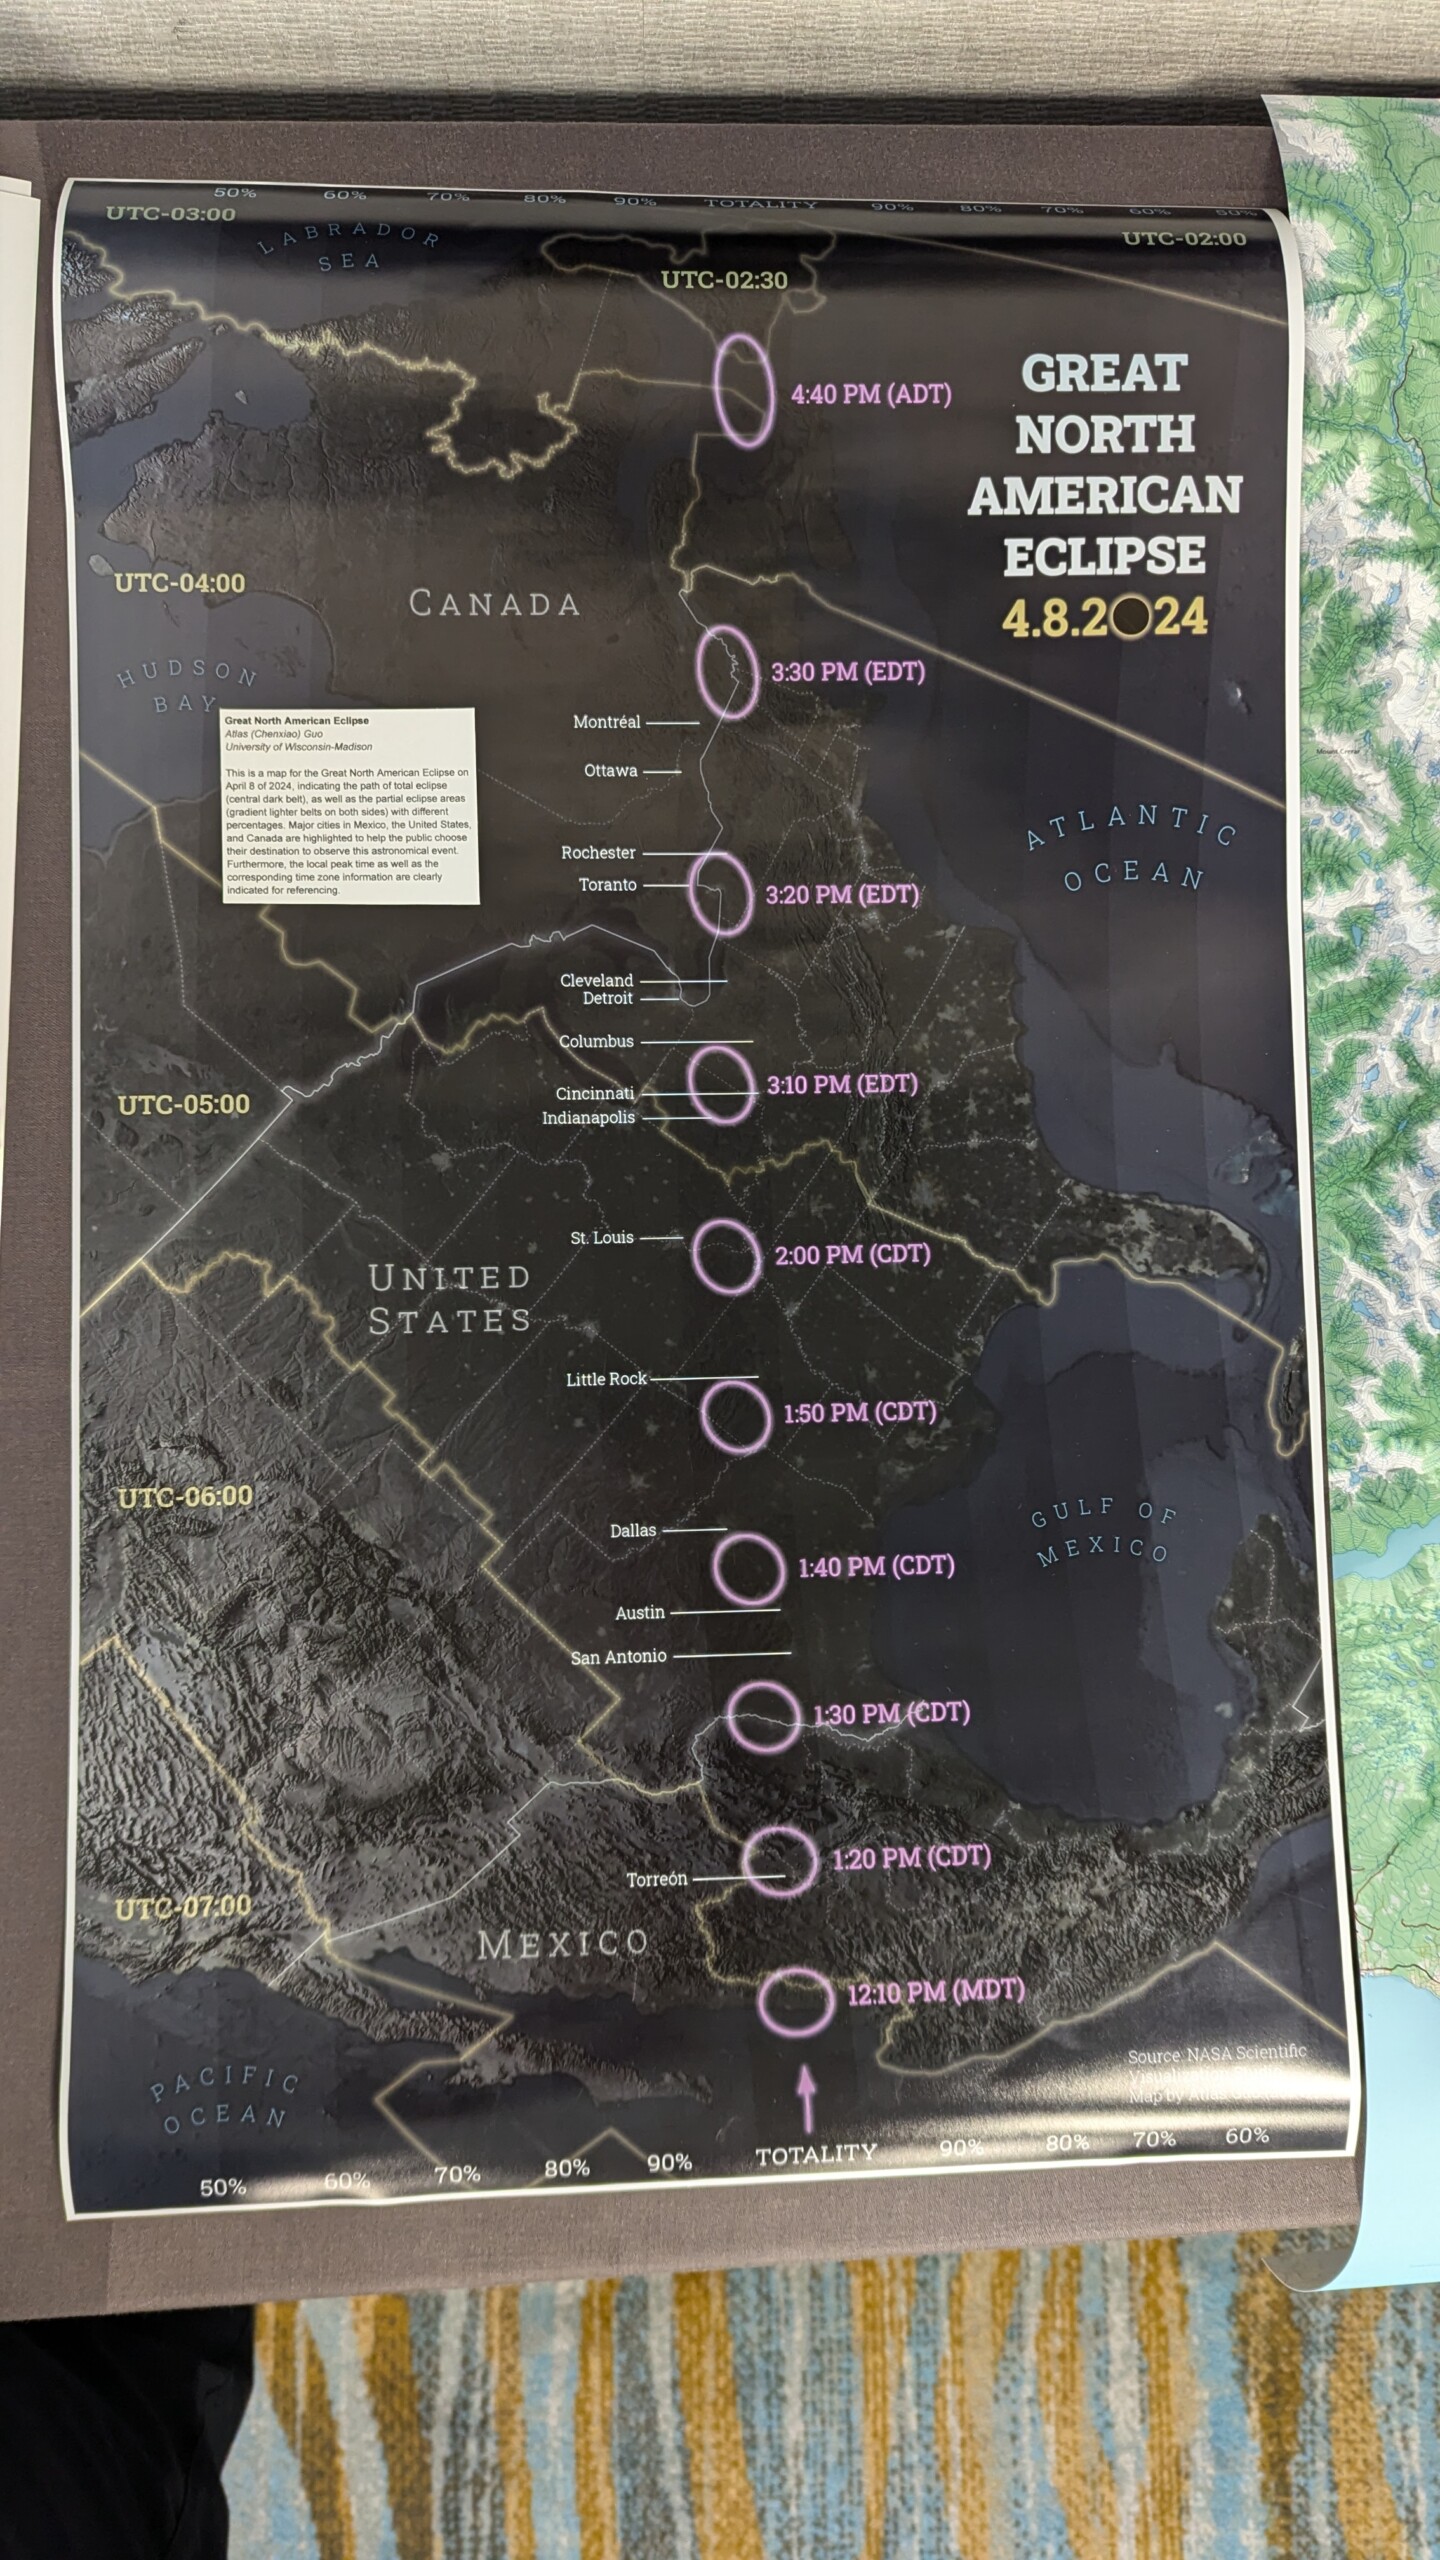 50% 60% 70% 80% 90% TOTALITY 90% 80% 70% 60% 50%
UTC-03:00
LABRADOR
SEA
UTC-02:30
UTC-02:00
GREAT
NORTH
AMERICAN
ECLIPSE
4.8.2024
4:40 PM (ADT)
UTC-04:00
CANADA
HUDSON
BAY
3:30 PM (EDT)
Montréal
Ottawa
Great North American Eclipse
Atlas (Chenxiao) Guo
University of Wisconsin-Madison
This is a map for the Great North American Eclipse on
April 8 of 2024, indicating the path of total eclipse
(central dark belt), as well as the partial eclipse areas
(gradient lighter belts on both sides) with different
percentages. Major cities in Mexico, the United States,
and Canada are highlighted to help the public choose
their destination to observe this astronomical event.
Furthermore, the local peak time as well as the
corresponding time zone information are clearly
indicated for referencing.
ATLANTIC
OCEAN
Rochester
Toranto
3:20 PM (EDT)
Cleveland
Detroit
Columbus
3:10 PM (EDT)
Cincinnati
Indianapolis
UTC-05:00
St. Louis
2:00 PM (CDT)
UNITED
STATES
Little Rock
1:50 PM (CDT)
UTC-06:00
GULF OF
MEXICO
Dallas
1:40 PM (CDT)
Austin
San Antonio
1:30 PM (CDT)
1:20 PM (CDT)
Torreón
UTC-07:00
MEXICO
12:10 PM (MDT)
PACIFIC
OCEAN
Source: NASA Scientific
Map by
50% 60% 70% 80% 90% TOTALITY 90% 80% 70% 60%